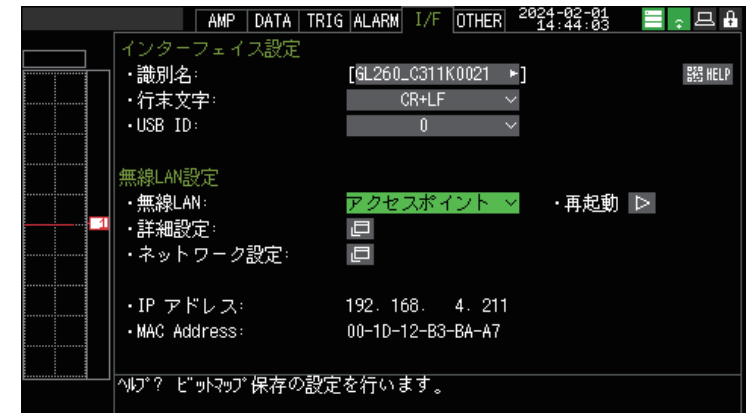 AMP DATA TRIG ALARM I/F OTHER 2024-02-01 14:44:03
インターフェイス設定
・識別名: [GL260_C311K0021 ▸] HELP
・行末文字: CR+LF
・USB ID: 0
無線LAN設定
・無線LAN: アクセスポイント ・再起動
1
・詳細設定:
・ネットワーク設定:
・IP アドレス: 192. 168. 4. 211
・MAC Address: 00-1D-12-B3-BA-A7
ﾍﾙﾌﾟ? ﾋﾞｯﾄﾏｯﾌﾟ保存の設定を行います。